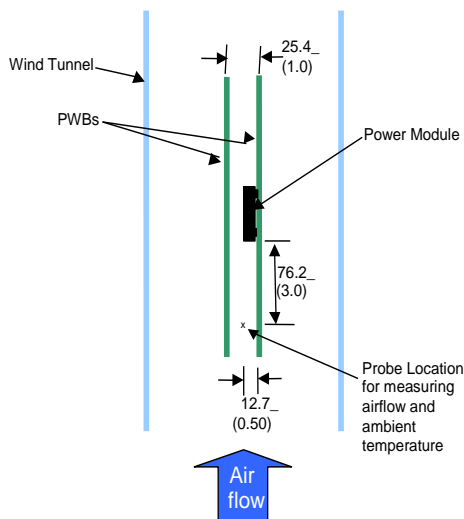 25.4_
(1.0)
Wind Tunnel
PWBs
Power Module
76.2_
(3.0)
x
Probe Location
for measuring
airflow and
ambient
temperature
12.7_
(0.50)
Air
flow